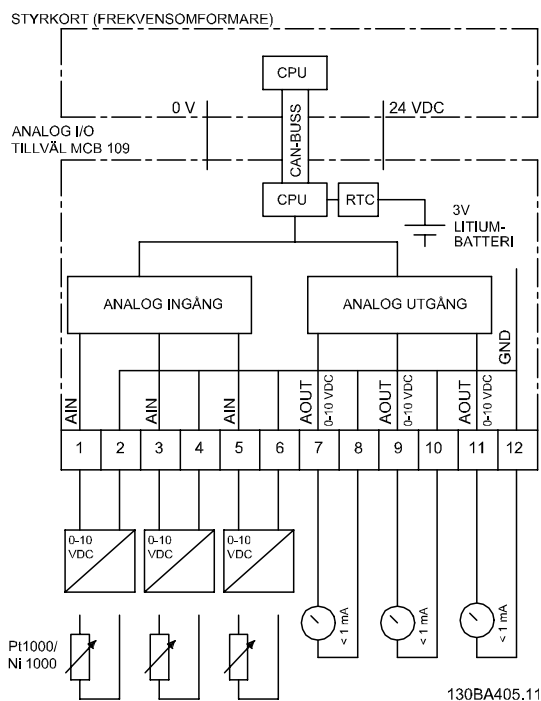 STYRKORT (FREKVENSOMFORMARE)
CPU
0 V
24 VDC
CAN-BUSS
ANALOG I/O
TILLVÄL MCB 109
CPU
RTC
3V
LITIUM-
BATTERI
ANALOG INGÅNG
ANALOG UTGÅNG
GND
AIN
AIN
AIN
AOUT
0-10 VDC
AOUT
0-10 VDC
AOUT
0-10 VDC
1 2 3 4 5 6 7 8 9 10 11 12
0-10
VDC
0-10
VDC
0-10
VDC
< 1 mA
< 1 mA
< 1 mA
Pt1000/
Ni 1000
130BA405.11